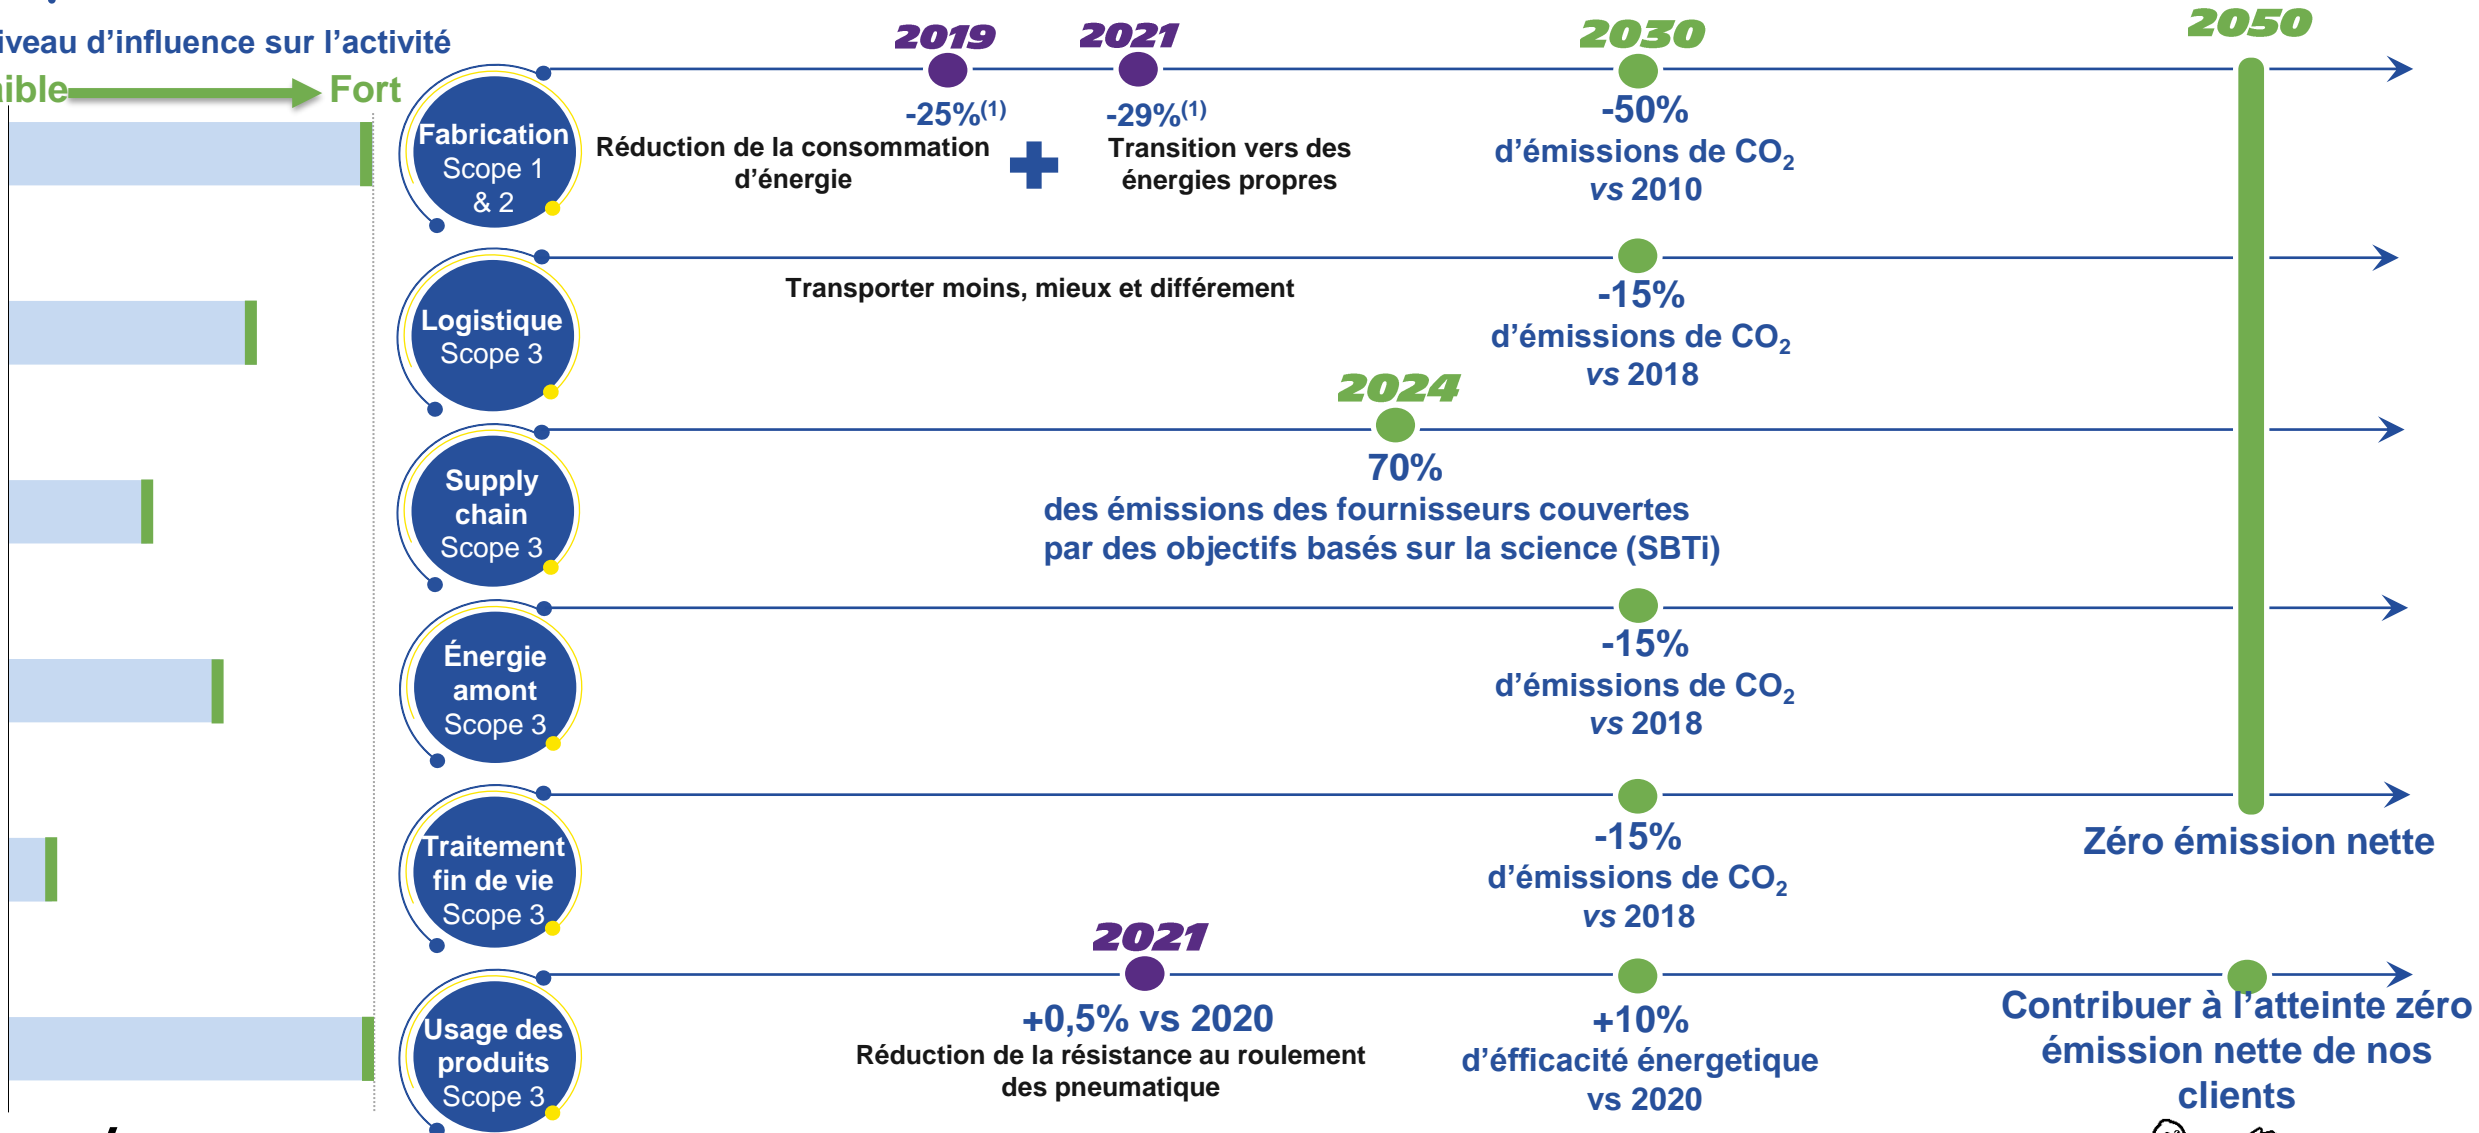 iveau d’influence sur l’activité
Fort
2019
2021
2030
2050
Fabrication
Scope 1
& 2
-25%(1)
-29%(1)
Réduction de la consommation
d’énergie
Transition vers des
énergies propres
-50%
d’émissions de CO2
vs 2010
Logistique
Scope 3
Transporter moins, mieux et différement
-15%
d’émissions de CO2
vs 2018
Supply
chain
Scope 3
2024
70%
des émissions des fournisseurs couvertes
par des objectifs basés sur la science (SBTi)
Énergie
amont
Scope 3
-15%
d’émissions de CO2
vs 2018
Traitement
fin de vie
Scope 3
-15%
d’émissions de CO2
vs 2018
Zéro émission nette
Usage des
produits
Scope 3
2021
+0,5% vs 2020
Réduction de la résistance au roulement
des pneumatique
+10%
d’éfficacité énergetique
vs 2020
Contribuer à l’atteinte zéro
émission nette de nos
clients